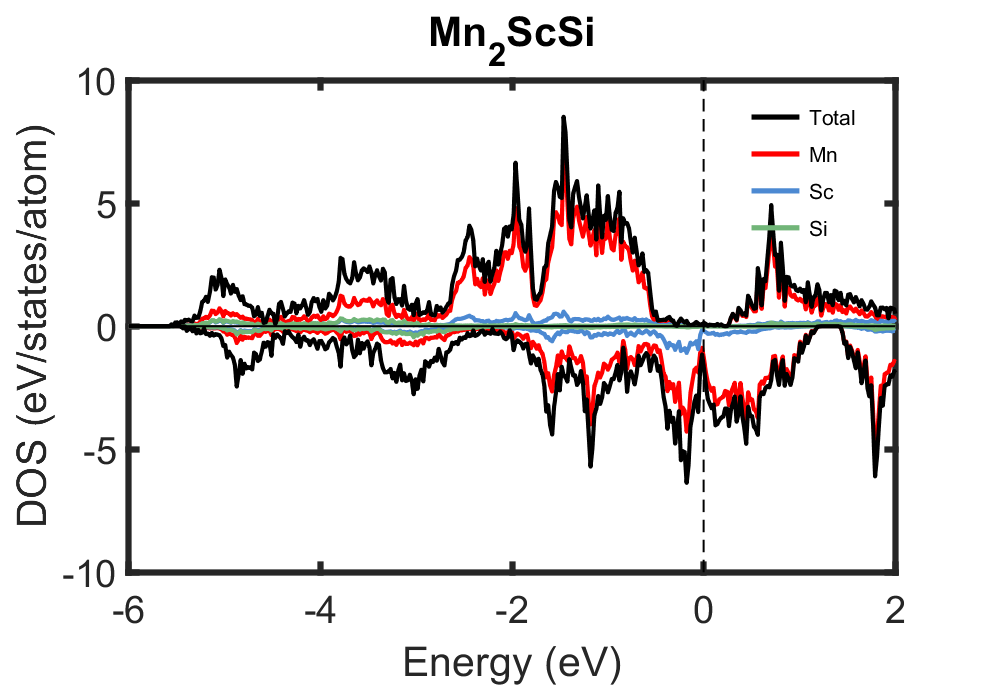 Mn₂ScSi
DOS (eV/states/atom)
10
5
0
-5
-10
Total
Mn
Sc
Si
-6 -4 -2 0 2
Energy (eV)